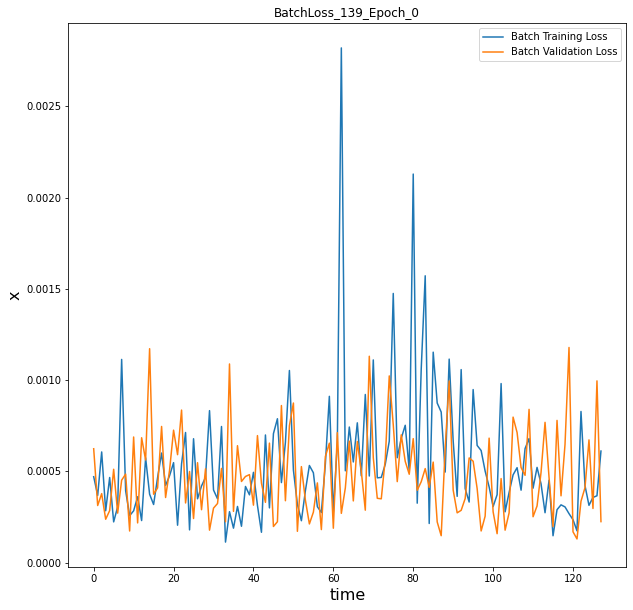 BatchLoss_139_Epoch_0
Batch Training Loss
Batch Validation Loss
0.0025
0.0020
0.0015
0.0010
0.0005
0.0000
x
0 20 40 60 80 100 120
time